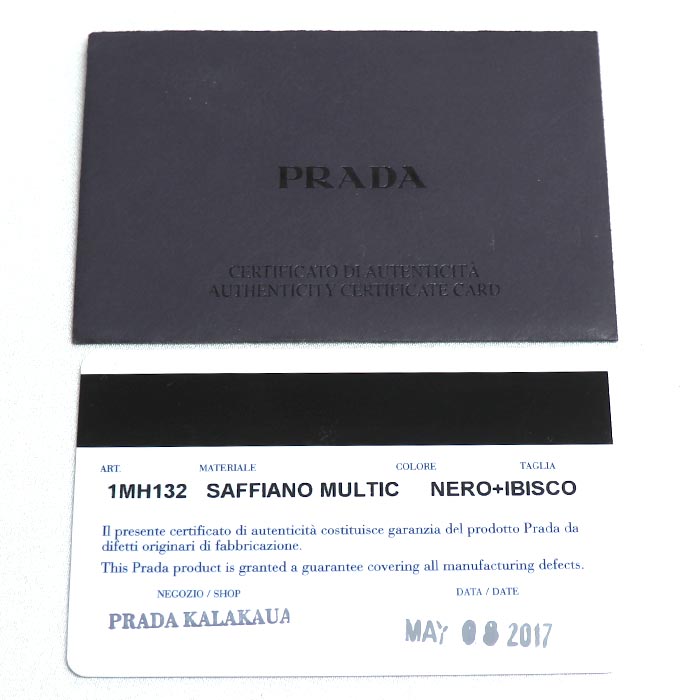 PRADA
CERTIFICATO DI AUTENTICITÀ
AUTHENTICITY CERTIFICATE CARD
ART. MATERIALE COLORE TAGLIA
1MH132 SAFFIANO MULTIC NERO+IBISCO
Il presente certificato di autenticità costituisce garanzia del prodotto Prada da
difetti originari di fabbricazione.
This Prada product is granted a guarantee covering all manufacturing defects.
NEGOZIO / SHOP DATA / DATE
PRADA KALAKAUA MAY 08 2017